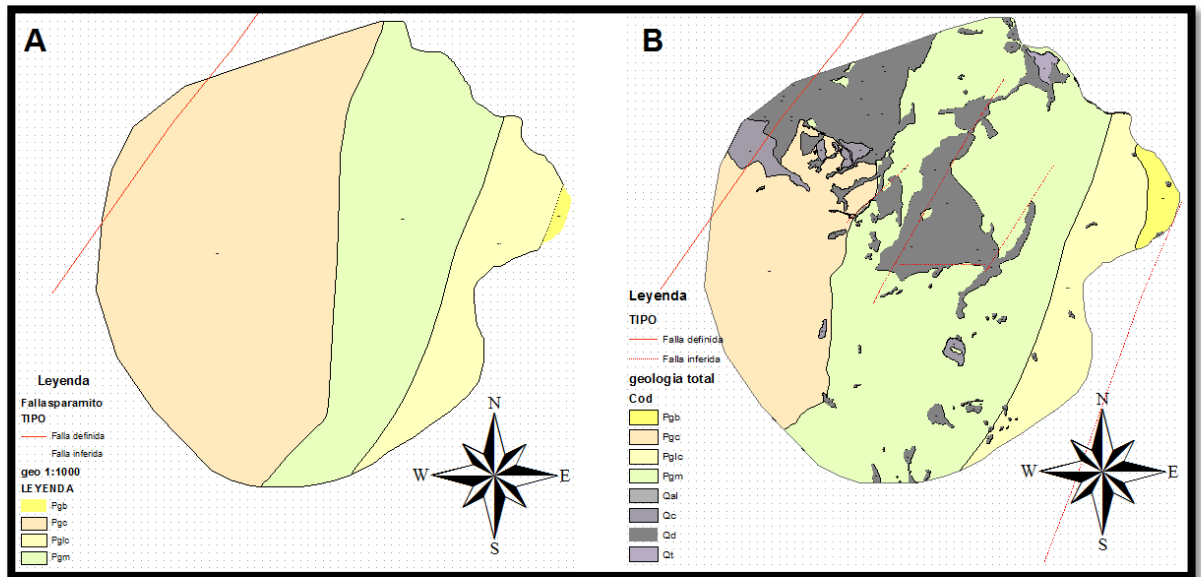 A
Leyenda
Fallasparamito
TIPO
Falla definida
Falla inferida
geo 1:1000
LEYENDA
Pgb
Pgc
Pglc
Pgm
N
W
E
S
B
Leyenda
TIPO
Falla definida
Falla inferida
geologia total
Cod
Pgb
Pgc
Pglc
Pgm
Qal
Qc
Qd
Qt
N
W
E
S